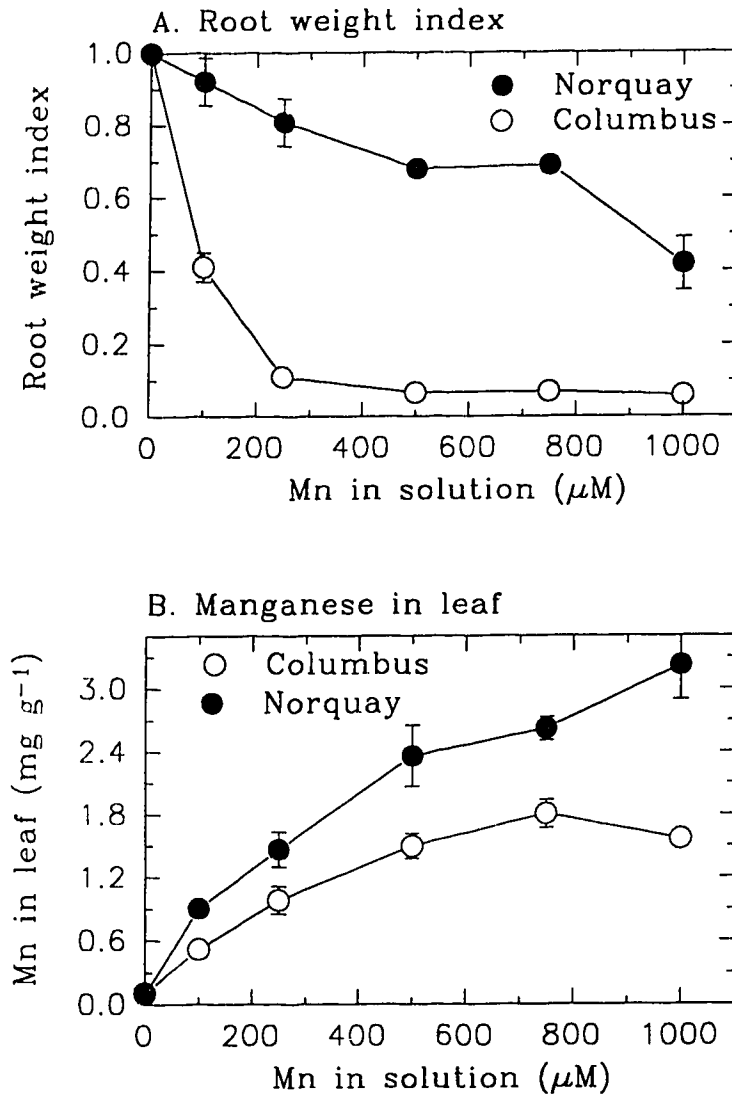 A. Root weight index
1.0
0.8
0.6
0.4
0.2
0.0
Root weight index
Norquay
Columbus
0 200 400 600 800 1000
Mn in solution (μM)
B. Manganese in leaf
3.0
2.4
1.8
1.2
0.6
0.0
Mn in leaf (mg g⁻¹)
Columbus
Norquay
0 200 400 600 800 1000
Mn in solution (μM)